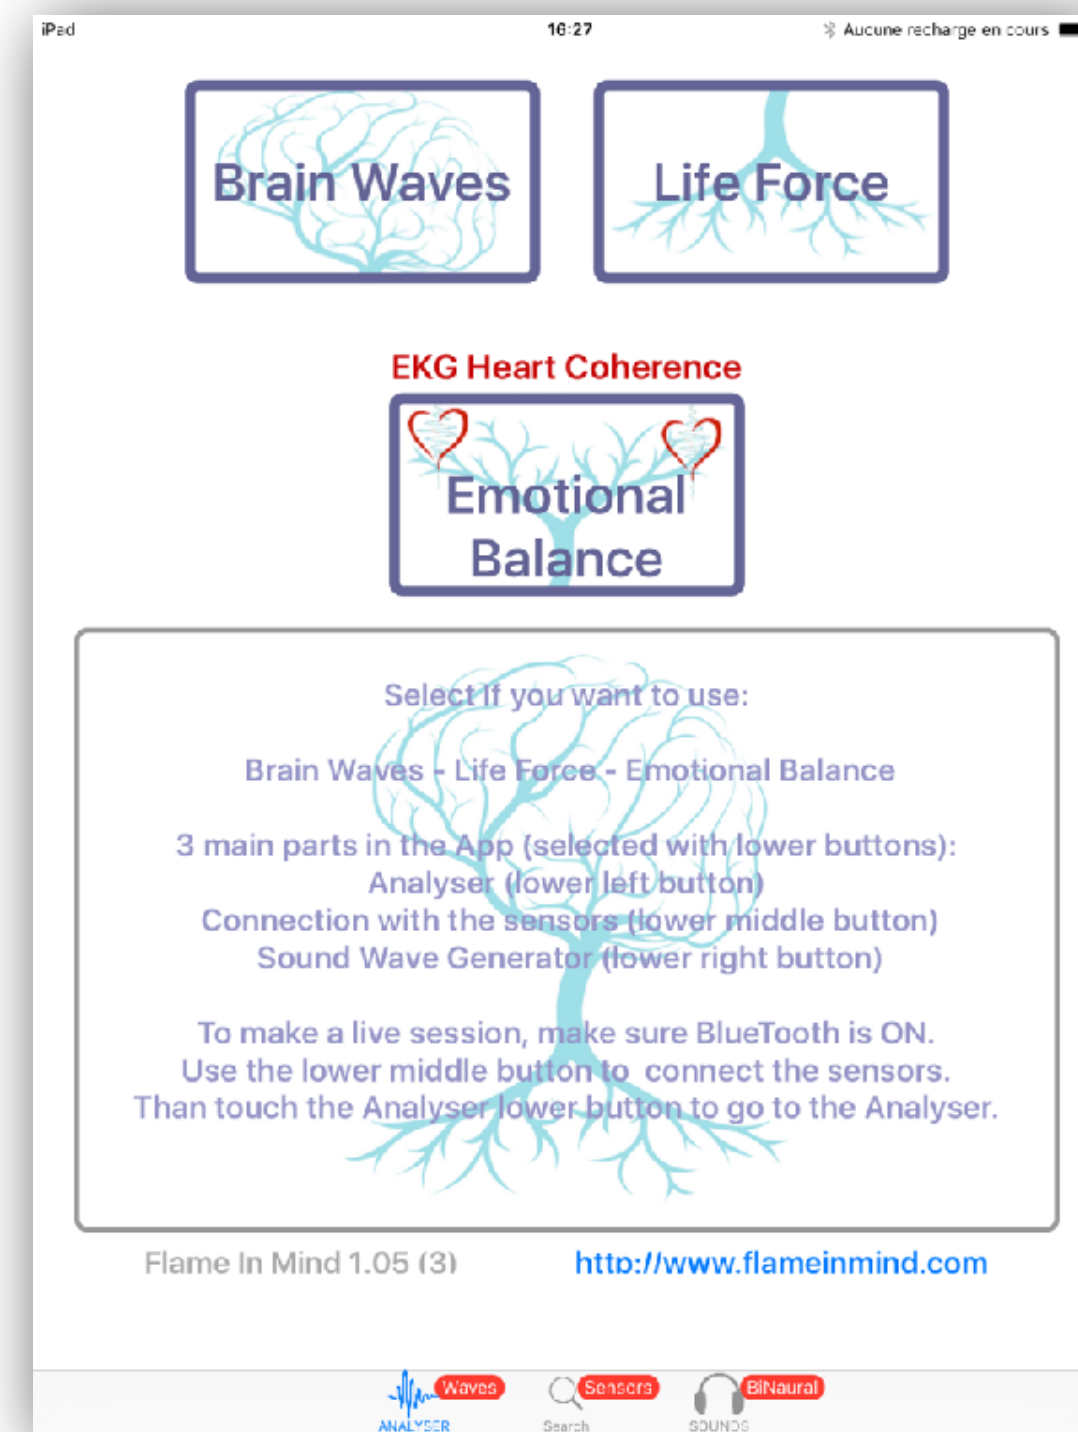 iPad 16:27 Aucune recharge en cours
Brain Waves
Life Force
EKG Heart Coherence
Emotional
Balance
Select If you want to use:
Brain Waves - Life Force - Emotional Balance
3 main parts in the App (selected with lower buttons):
Analyser (lower left button)
Connection with the sensors (lower middle button)
Sound Wave Generator (lower right button)
To make a live session, make sure BlueTooth is ON.
Use the lower middle button to connect the sensors.
Than touch the Analyser lower button to go to the Analyser.
Flame In Mind 1.05 (3)
http://www.flameinmind.com
Waves
ANALYSER
Sensors
Search
BiNaural
SOUNDS